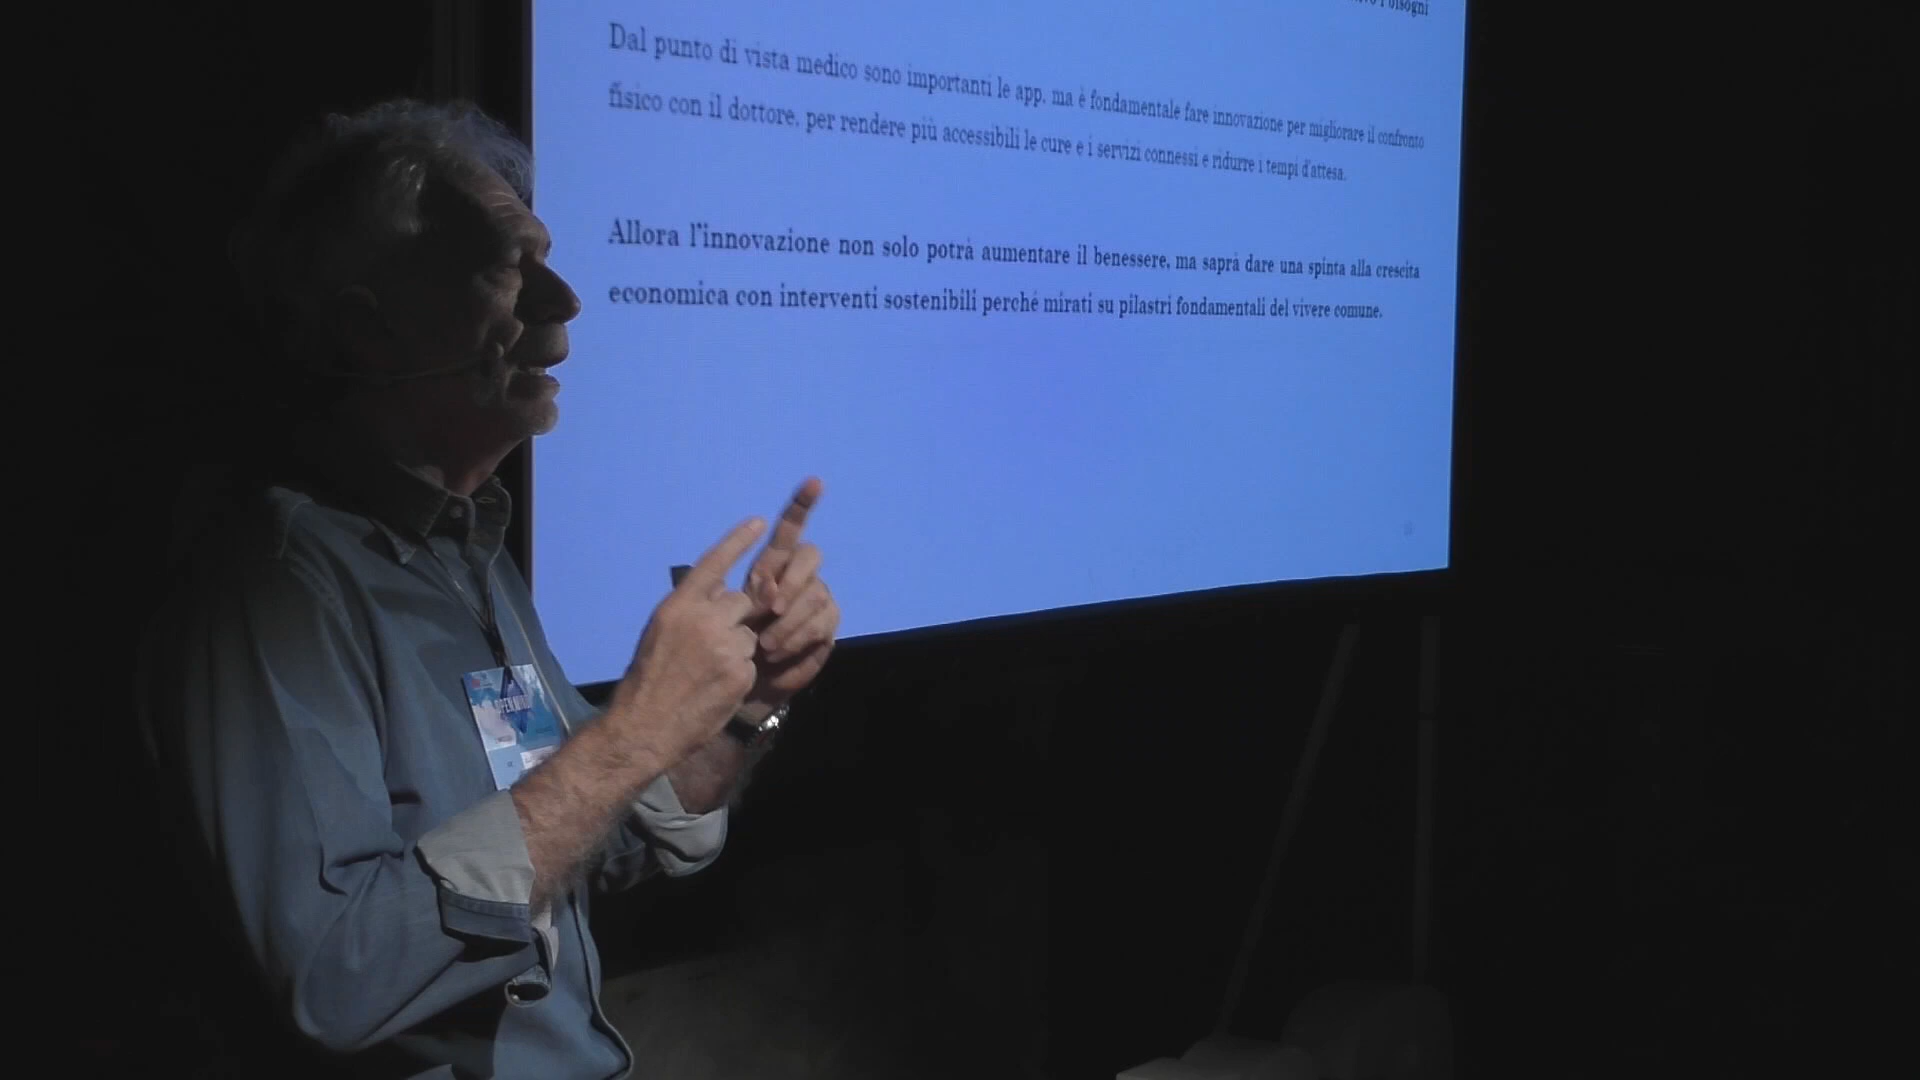 i bisogni
Dal punto di vista medico sono importanti le app, ma è fondamentale fare innovazione per migliorare il confronto
fisico con il dottore, per rendere più accessibili le cure e i servizi connessi e ridurre i tempi d'attesa.
Allora l'innovazione non solo potrà aumentare il benessere, ma saprà dare una spinta alla crescita
economica con interventi sostenibili perché mirati su pilastri fondamentali del vivere comune.